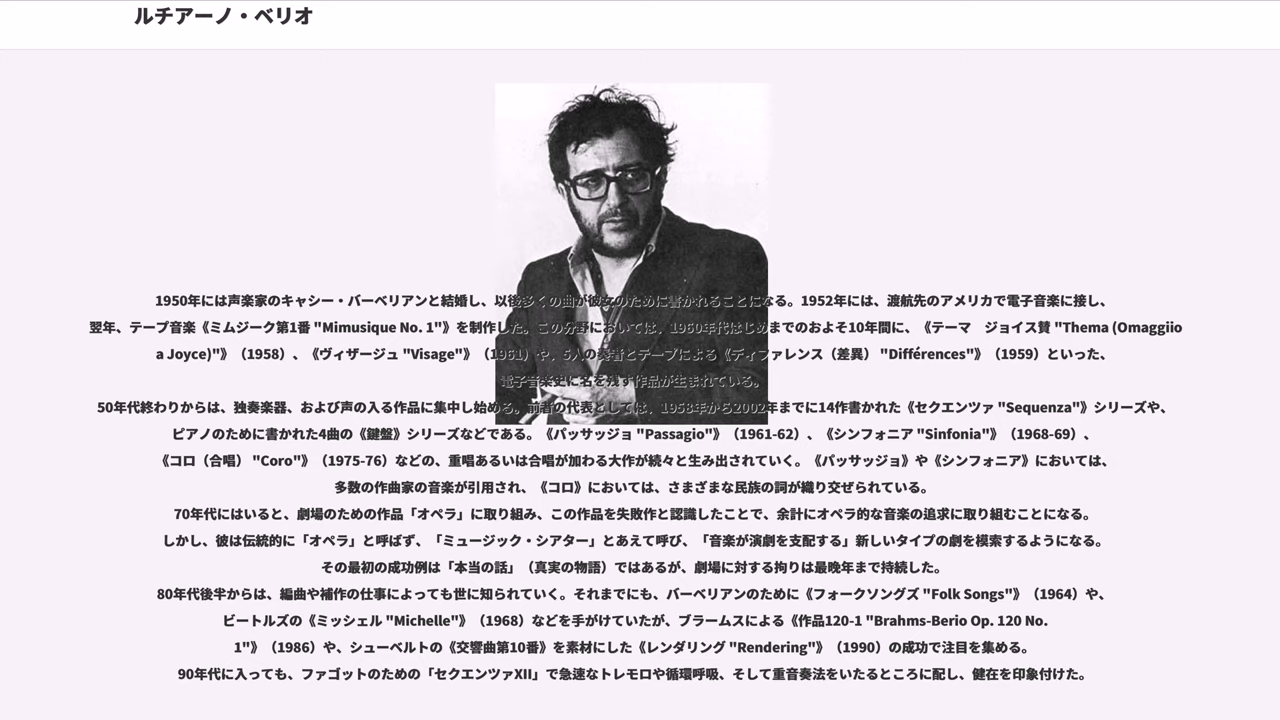 ルチアーノ・ベリオ
1950年には声楽家のキャシー・バーベリアンと結婚し、以後多くの曲が彼女のために書かれることになる。1952年には、渡航先のアメリカで電子音楽に接し、
翌年、テープ音楽《ミムジーク第1番 "Mimusique No. 1"》を制作した。この分野においては、1960年代はじめまでのおよそ10年間に、《テーマ　ジョイス賛 "Thema (Omaggiio
a Joyce)"》（1958）、《ヴィザージュ "Visage"》（1961）や、5人の奏者とテープによる《ディファレンス（差異） "Différences"》（1959）といった、
電子音楽史に名を残す作品が生まれている。
50年代終わりからは、独奏楽器、および声の入る作品に集中し始める。前者の代表としては、1958年から2002年までに14作書かれた《セクエンツァ "Sequenza"》シリーズや、
ピアノのために書かれた4曲の《鍵盤》シリーズなどである。《パッサッジョ "Passagio"》（1961-62）、《シンフォニア "Sinfonia"》（1968-69）、
《コロ（合唱） "Coro"》（1975-76）などの、重唱あるいは合唱が加わる大作が続々と生み出されていく。《パッサッジョ》や《シンフォニア》においては、
多数の作曲家の音楽が引用され、《コロ》においては、さまざまな民族の詞が織り交ぜられている。
70年代にはいると、劇場のための作品「オペラ」に取り組み、この作品を失敗作と認識したことで、余計にオペラ的な音楽の追求に取り組むことになる。
しかし、彼は伝統的に「オペラ」と呼ばず、「ミュージック・シアター」とあえて呼び、「音楽が演劇を支配する」新しいタイプの劇を模索するようになる。
その最初の成功例は「本当の話」（真実の物語）ではあるが、劇場に対する拘りは最晩年まで持続した。
80年代後半からは、編曲や補作の仕事によっても世に知られていく。それまでにも、バーベリアンのために《フォークソングズ "Folk Songs"》（1964）や、
ビートルズの《ミッシェル "Michelle"》（1968）などを手がけていたが、ブラームスによる《作品120-1 "Brahms-Berio Op. 120 No.
1"》（1986）や、シューベルトの《交響曲第10番》を素材にした《レンダリング "Rendering"》（1990）の成功で注目を集める。
90年代に入っても、ファゴットのための「セクエンツァXII」で急速なトレモロや循環呼吸、そして重音奏法をいたるところに配し、健在を印象付けた。